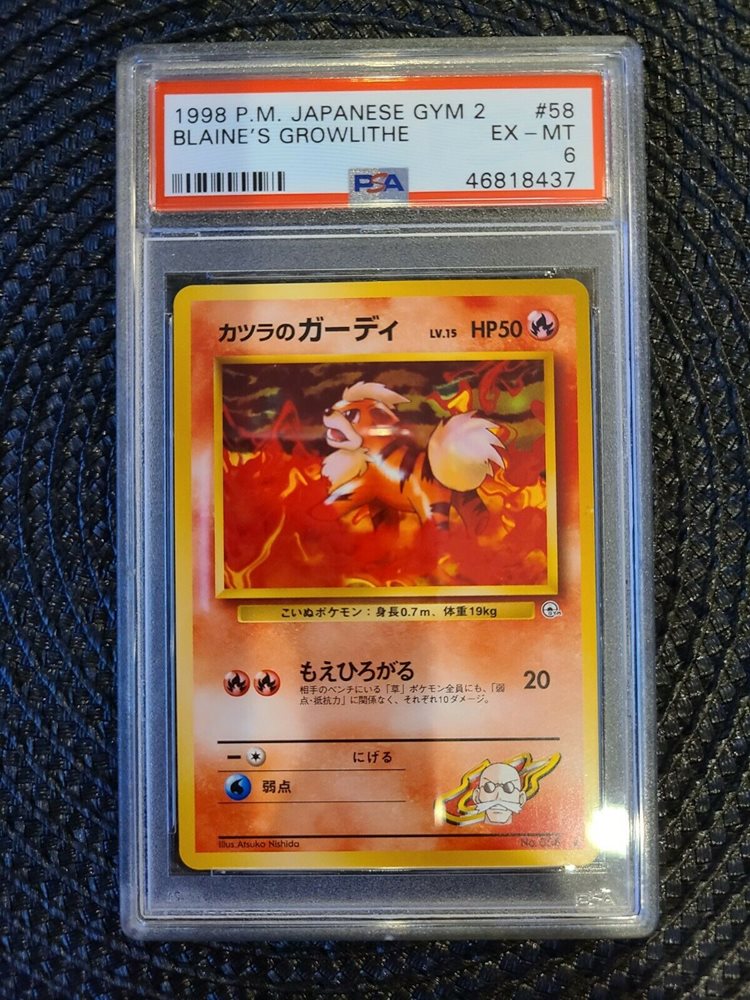 1998 P.M. JAPANESE GYM 2 #58
BLAINE'S GROWLITHE EX - MT
6
PSA 46818437
カツラのガーディ LV.15 HP50
こいぬポケモン：身長0.7m、体重19kg
もえひろがる 20
相手のベンチにいる「草」ポケモン全員にも、「弱
点・抵抗力」に関係なく、それぞれ10ダメージ。
にげる
弱点
Illus. Atsuko Nishida No. 058
PSA